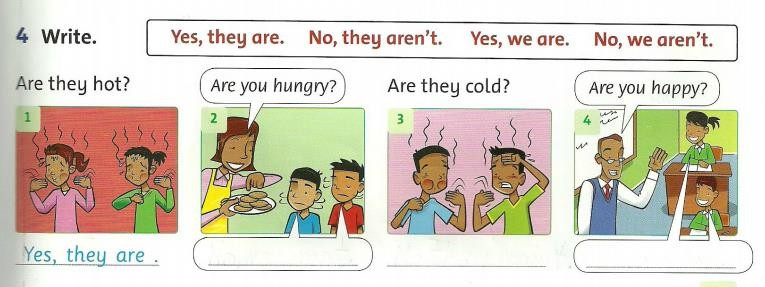 4 Write.
Yes, they are. No, they aren't. Yes, we are. No, we aren't.
Are they hot?
Are you hungry?
Are they cold?
Are you happy?
1
2
3
4
Yes, they are.